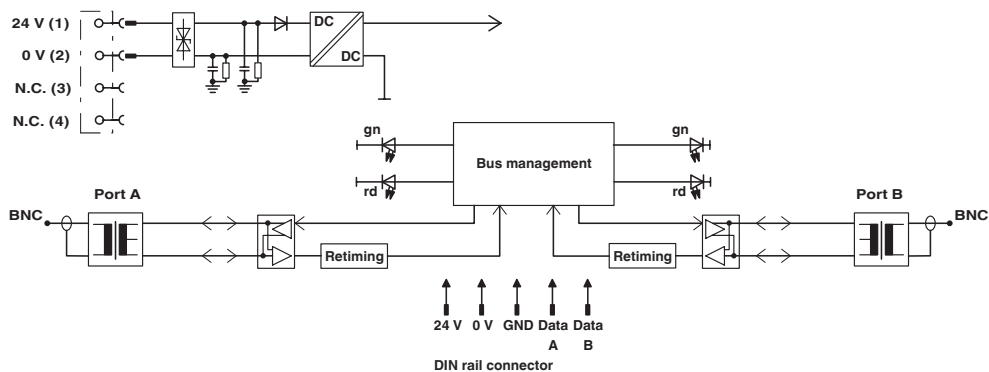 24 V (1)
0 V (2)
N.C. (3)
N.C. (4)
DC
DC
gn
gn
Bus management
rd
rd
Port A
Port B
BNC
BNC
Retiming
Retiming
24 V 0 V GND Data Data
A B
DIN rail connector